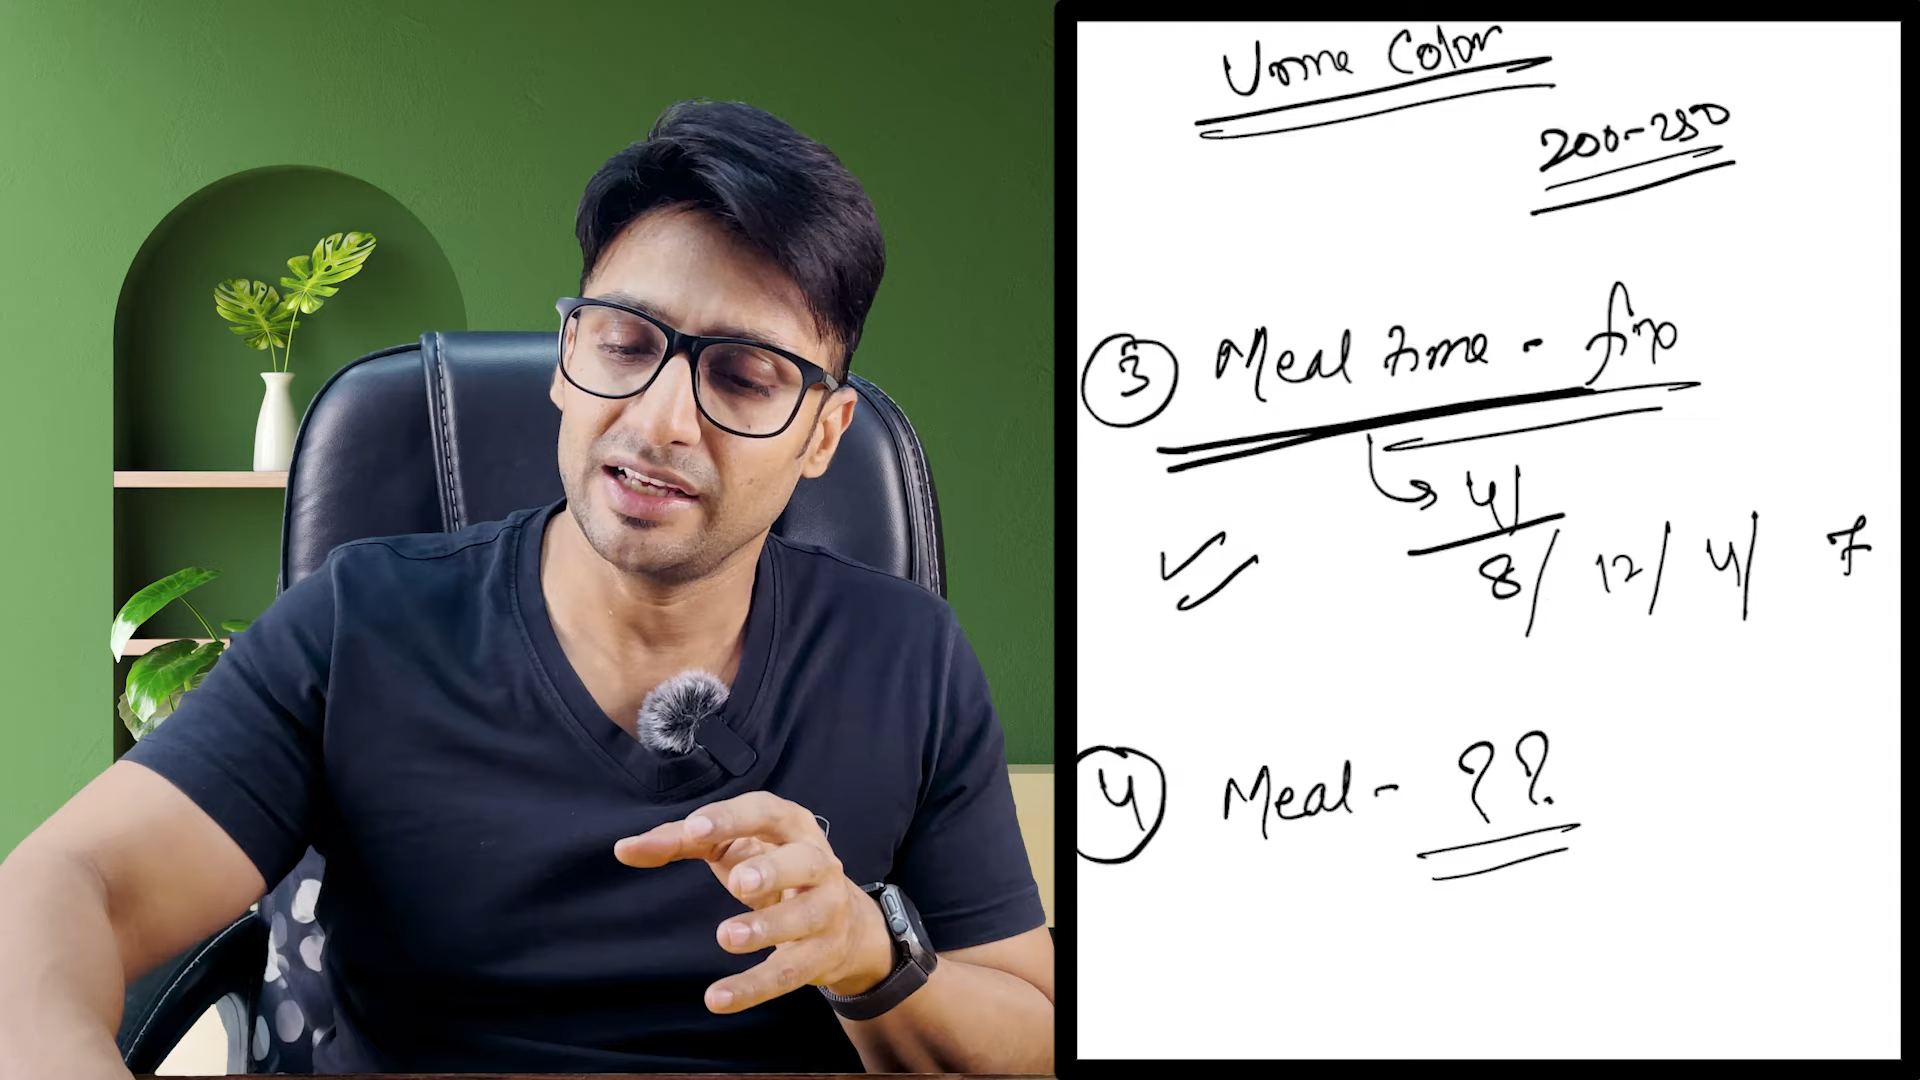 Urine Color
200-250
③ Meal time - fix
4/
8/ 12/ 4/ 7
④ Meal - ??